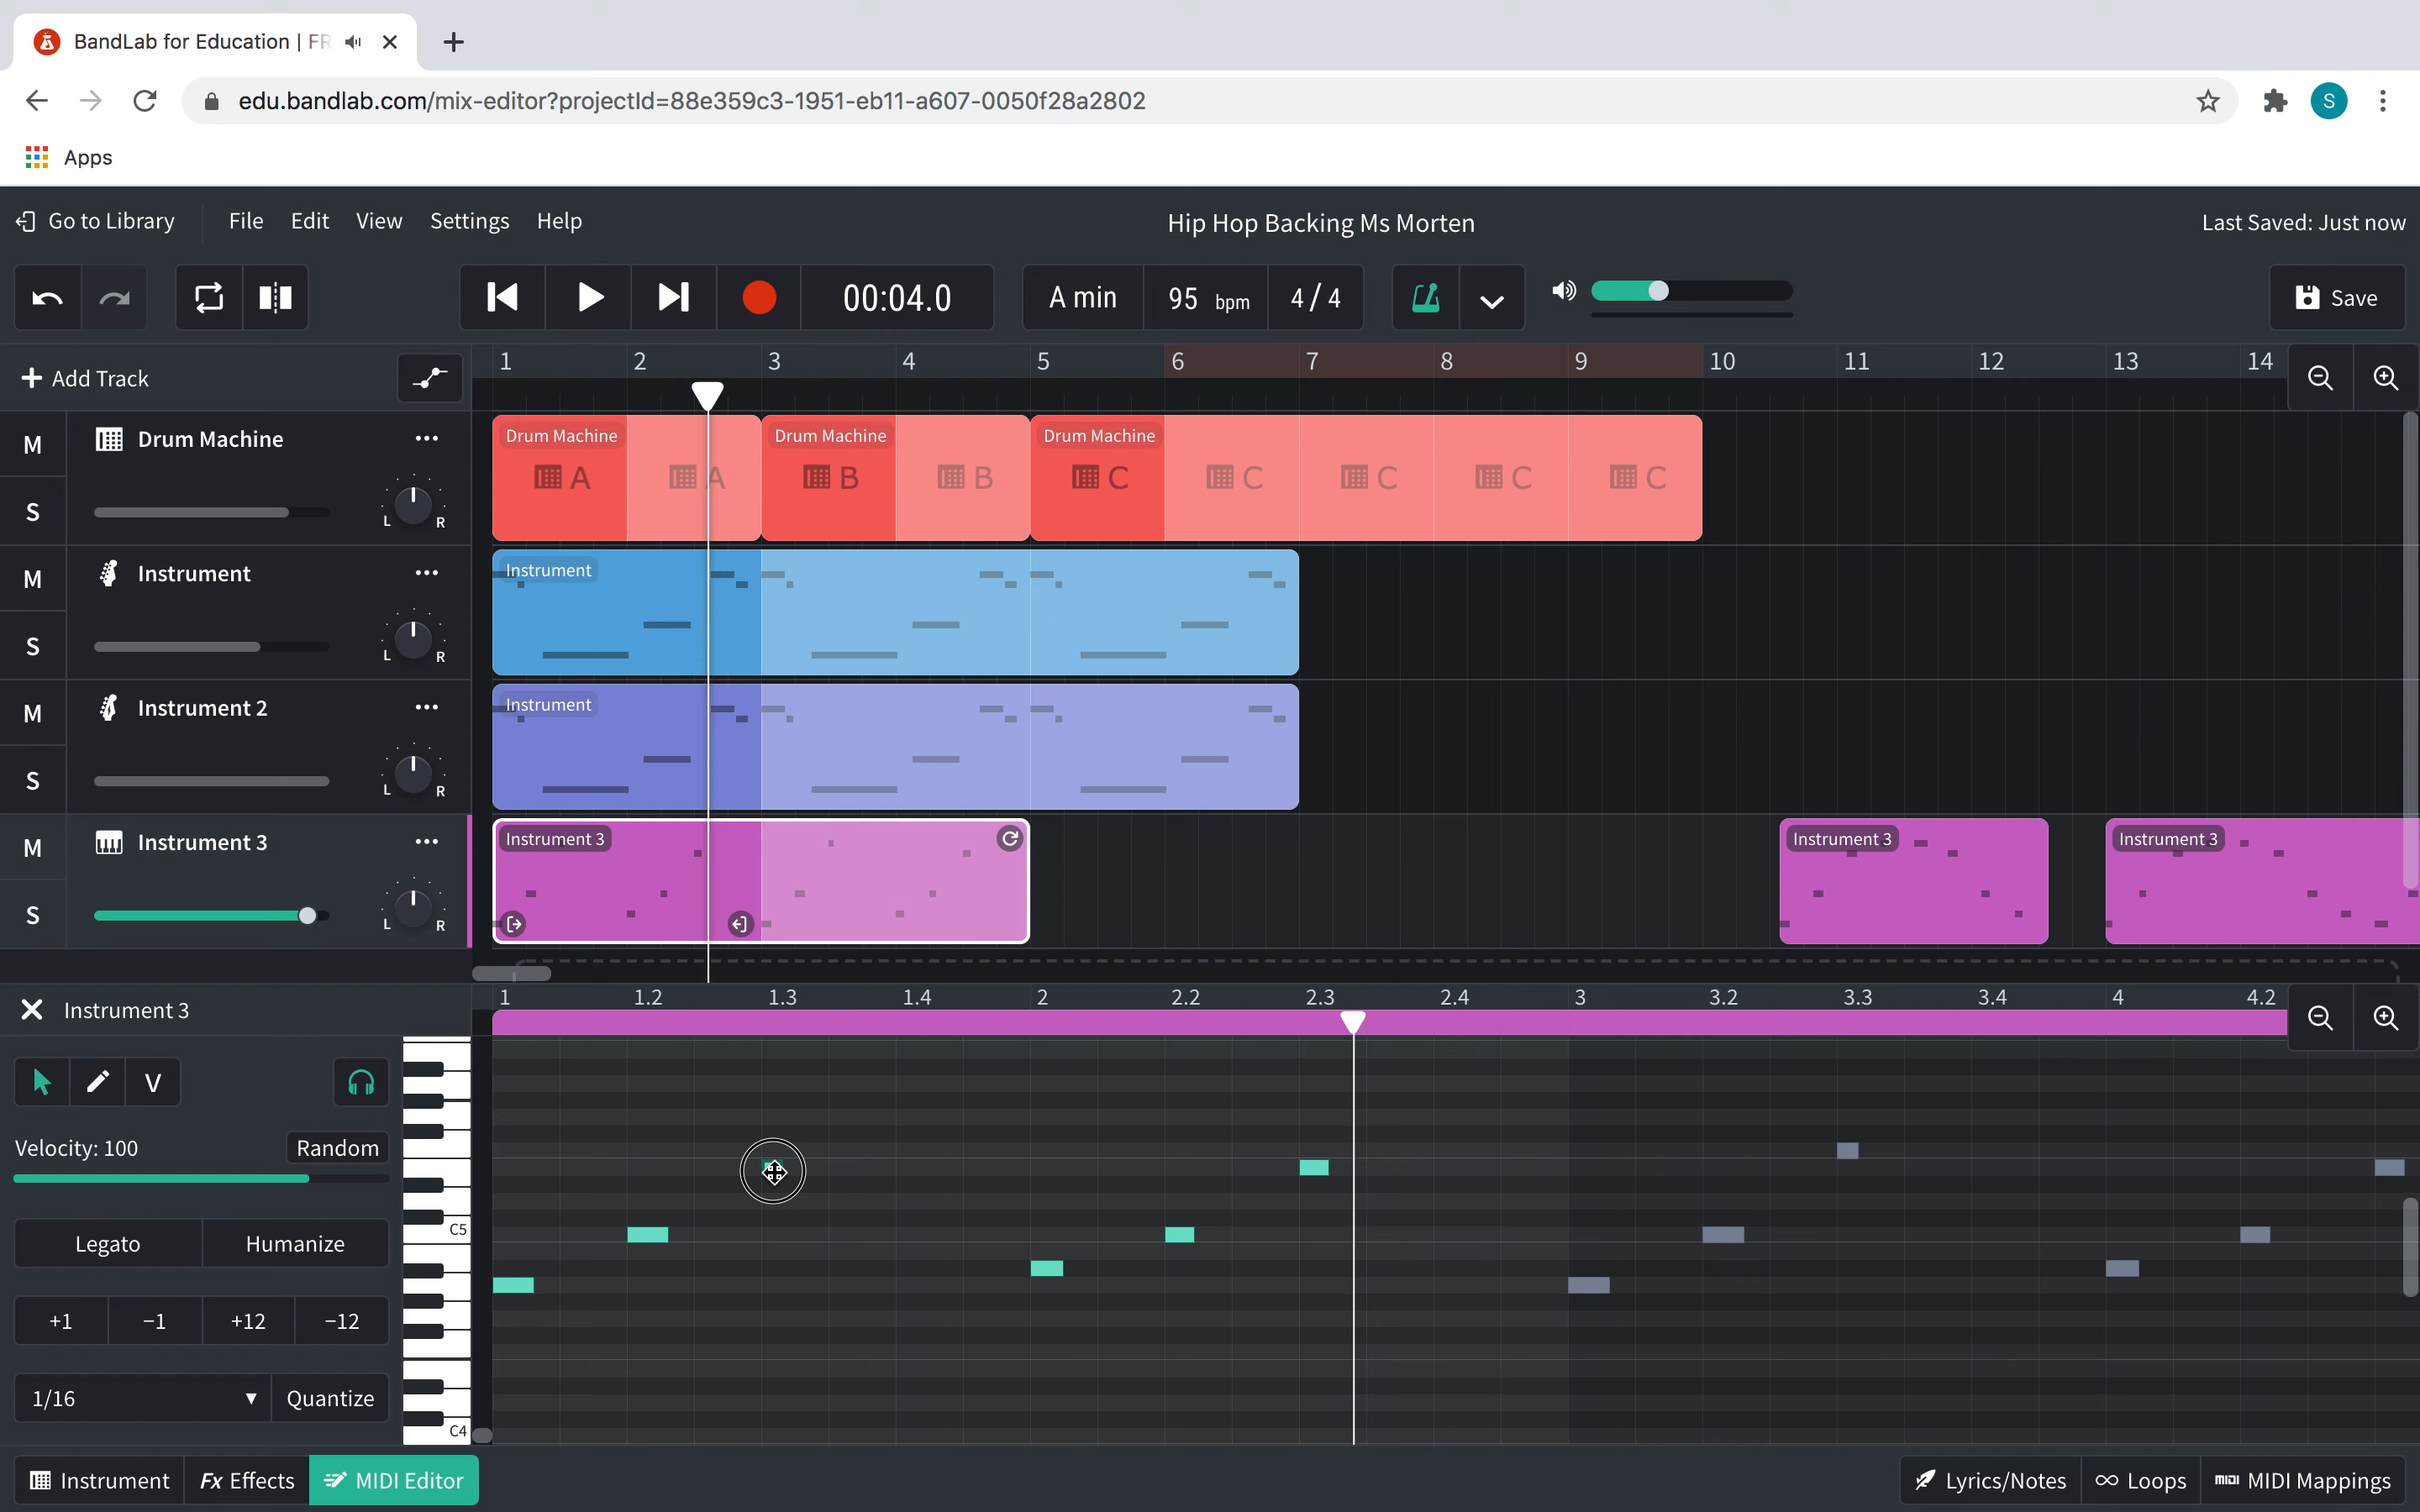 BandLab for Education | FR
edu.bandlab.com/mix-editor?projectId=88e359c3-1951-eb11-a607-0050f28a2802
S
Apps
Go to Library File Edit View Settings Help
Hip Hop Backing Ms Morten
Last Saved: Just now
00:04.0
A min 95 bpm 4/4
Save
Add Track
1 2 3 4 5 6 7 8 9 10 11 12 13 14
M Drum Machine
S
L R
Drum Machine Drum Machine Drum Machine
A A B B C C C C C
M Instrument
S
L R
Instrument
M Instrument 2
S
L R
Instrument
M Instrument 3
S
L R
Instrument 3 Instrument 3 Instrument 3
Instrument 3
1 1.2 1.3 1.4 2 2.2 2.3 2.4 3 3.2 3.3 3.4 4 4.2
V
Velocity: 100 Random
C5
Legato Humanize
+1 −1 +12 −12
1/16 Quantize
C4
Instrument Fx Effects MIDI Editor
Lyrics/Notes Loops MIDI MIDI Mappings